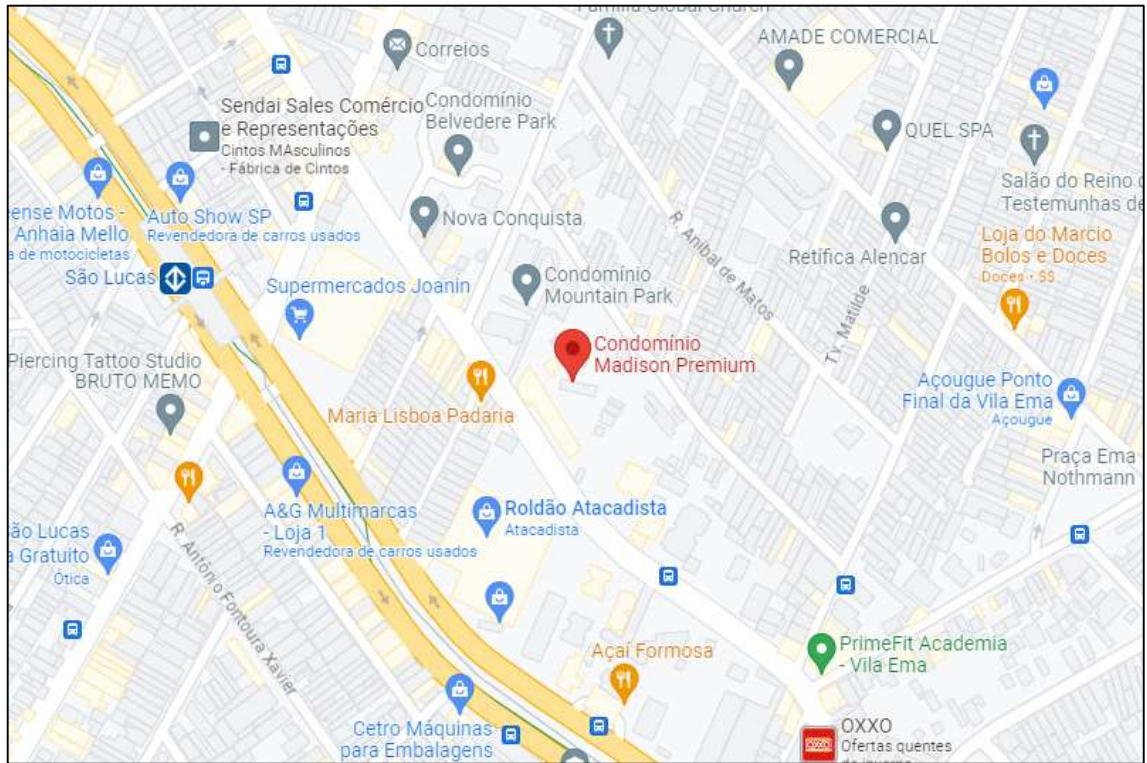 Família Global Church
Correios
AMADE COMERCIAL
Sendai Sales Comércio
e Representações
Cintos MAsculinos
- Fábrica de Cintos
Condomínio
Belvedere Park
QUEL SPA
Salão do Reino d
Testemunhas de
ense Motos -
Anhaia Mello
a de motocicletas
Auto Show SP
Revendedora de carros usados
Nova Conquista
R. Aníbal de Matos
Retífica Alencar
Loja do Marcio
Bolos e Doces
Doces • $$
São Lucas
Supermercados Joanin
Condomínio
Mountain Park
Tv. Matilde
Condomínio
Madison Premium
Piercing Tattoo Studio
BRUTO MEMO
Maria Lisboa Padaria
Açougue Ponto
Final da Vila Ema
Açougue
Praça Ema
Nothmann
A&G Multimarcas
- Loja 1
Revendedora de carros usados
Roldão Atacadista
Atacadista
São Lucas
a Gratuito
Ótica
R. Antônio Fontoura Xavier
Açaí Formosa
PrimeFit Academia
- Vila Ema
Cetro Máquinas
para Embalagens
OXXO
OXXO
Ofertas quentes
de inverno